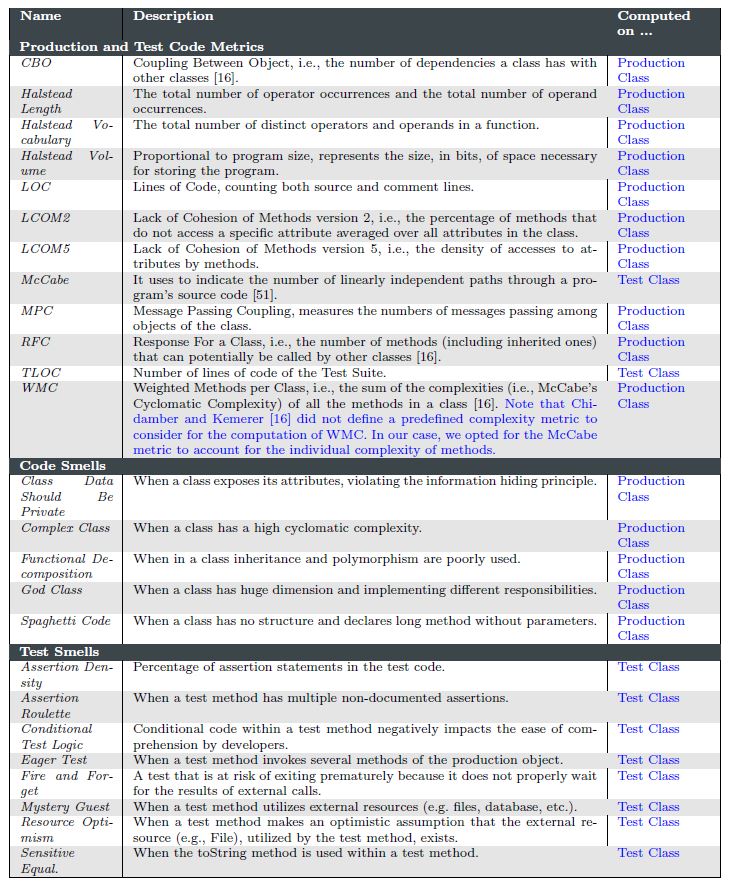 Name Description Computed
on ...
Production and Test Code Metrics
CBO Coupling Between Object, i.e., the number of dependencies a class has with Production
other classes [16]. Class
Halstead The total number of operator occurrences and the total number of operand Production
Length occurrences. Class
Halstead Vo- The total number of distinct operators and operands in a function. Production
cabulary Class
Halstead Vol- Proportional to program size, represents the size, in bits, of space necessary Production
ume for storing the program. Class
LOC Lines of Code, counting both source and comment lines. Production
Class
LCOM2 Lack of Cohesion of Methods version 2, i.e., the percentage of methods that Production
do not access a specific attribute averaged over all attributes in the class. Class
LCOM5 Lack of Cohesion of Methods version 5, i.e., the density of accesses to at- Production
tributes by methods. Class
McCabe It uses to indicate the number of linearly independent paths through a pro- Test Class
gram's source code [51].
MPC Message Passing Coupling, measures the numbers of messages passing among Production
objects of the class. Class
RFC Response For a Class, i.e., the number of methods (including inherited ones) Production
that can potentially be called by other classes [16]. Class
TLOC Number of lines of code of the Test Suite. Test Class
WMC Weighted Methods per Class, i.e., the sum of the complexities (i.e., McCabe's Production
Cyclomatic Complexity) of all the methods in a class [16]. Note that Chi- Class
damber and Kemerer [16] did not define a predefined complexity metric to
consider for the computation of WMC. In our case, we opted for the McCabe
metric to account for the individual complexity of methods.
Code Smells
Class Data When a class exposes its attributes, violating the information hiding principle. Production
Should Be Class
Private
Complex Class When a class has a high cyclomatic complexity. Production
Class
Functional De- When in a class inheritance and polymorphism are poorly used. Production
composition Class
God Class When a class has huge dimension and implementing different responsibilities. Production
Class
Spaghetti Code When a class has no structure and declares long method without parameters. Production
Class
Test Smells
Assertion Den- Percentage of assertion statements in the test code. Test Class
sity
Assertion When a test method has multiple non-documented assertions. Test Class
Roulette
Conditional Conditional code within a test method negatively impacts the ease of com- Test Class
Test Logic prehension by developers.
Eager Test When a test method invokes several methods of the production object. Test Class
Fire and For- A test that is at risk of exiting prematurely because it does not properly wait Test Class
get for the results of external calls.
Mystery Guest When a test method utilizes external resources (e.g. files, database, etc.). Test Class
Resource Opti- When a test method makes an optimistic assumption that the external re- Test Class
mism source (e.g., File), utilized by the test method, exists.
Sensitive When the toString method is used within a test method. Test Class
Equal.